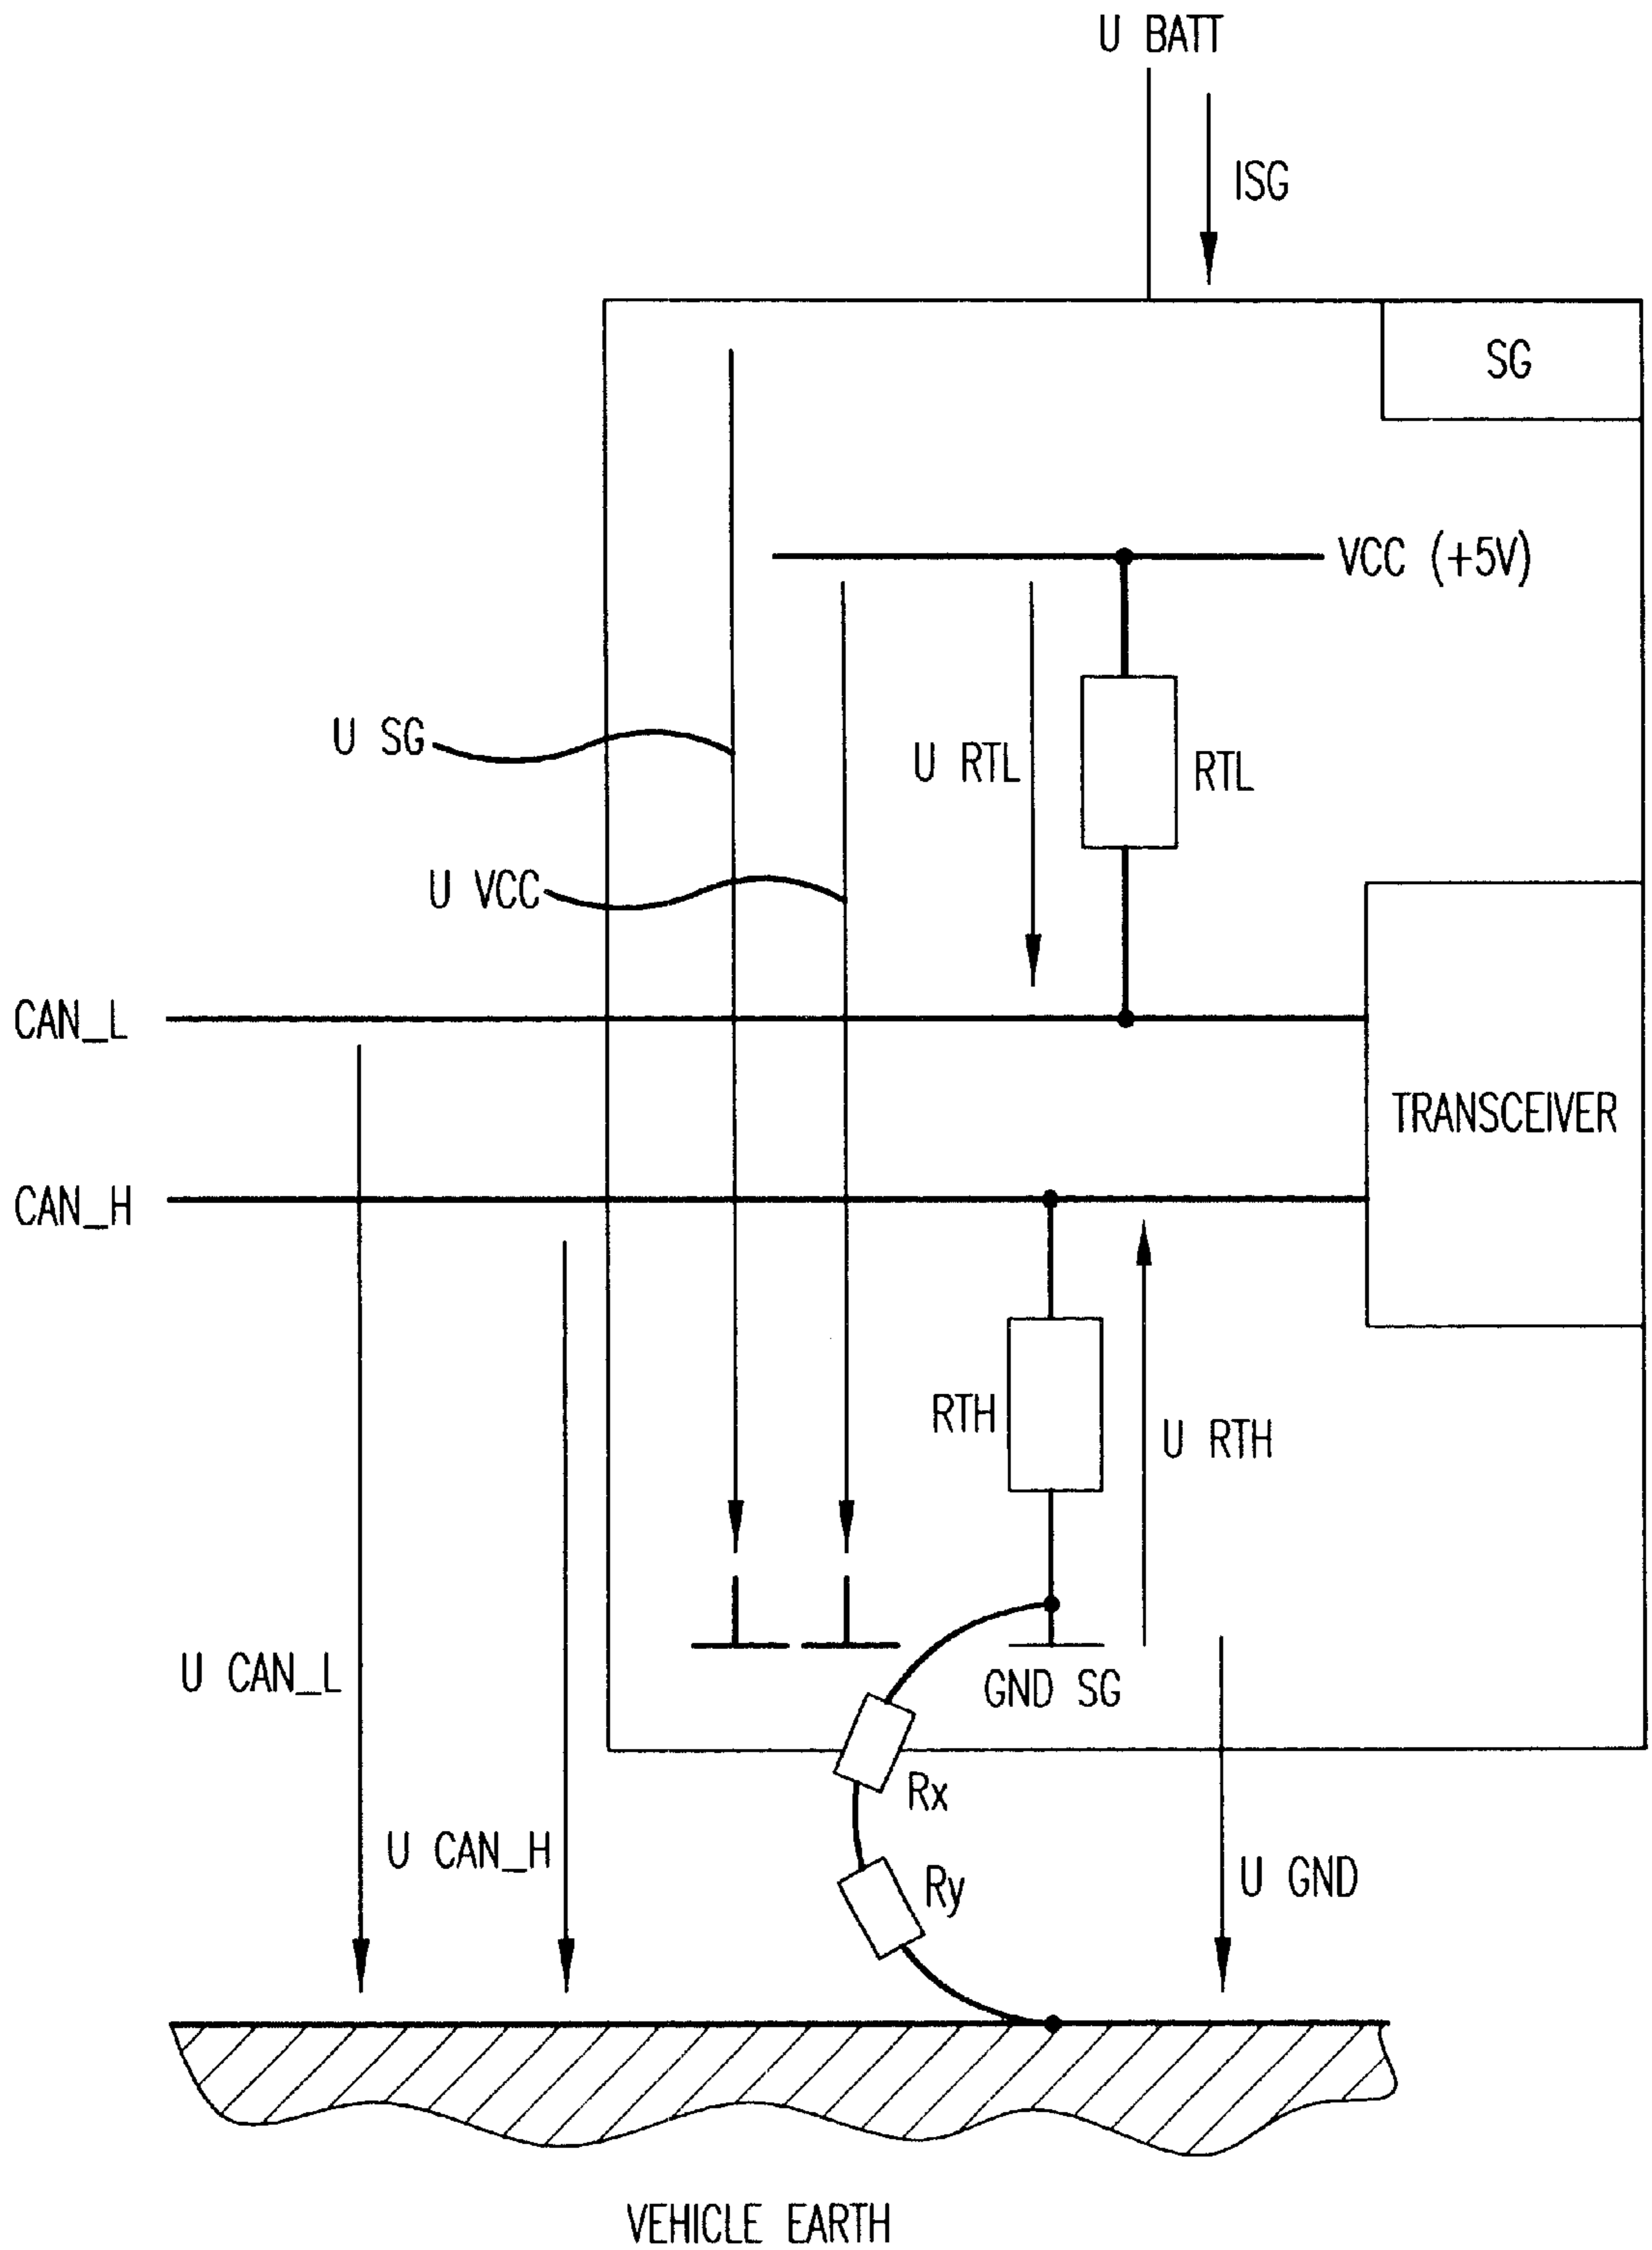 U BATT
ISG
SG
VCC (+5V)
U SG
U RTL
RTL
U VCC
CAN_L
TRANSCEIVER
CAN_H
RTH
U RTH
U CAN_L
GND SG
Rx
U CAN_H
Ry
U GND
VEHICLE EARTH